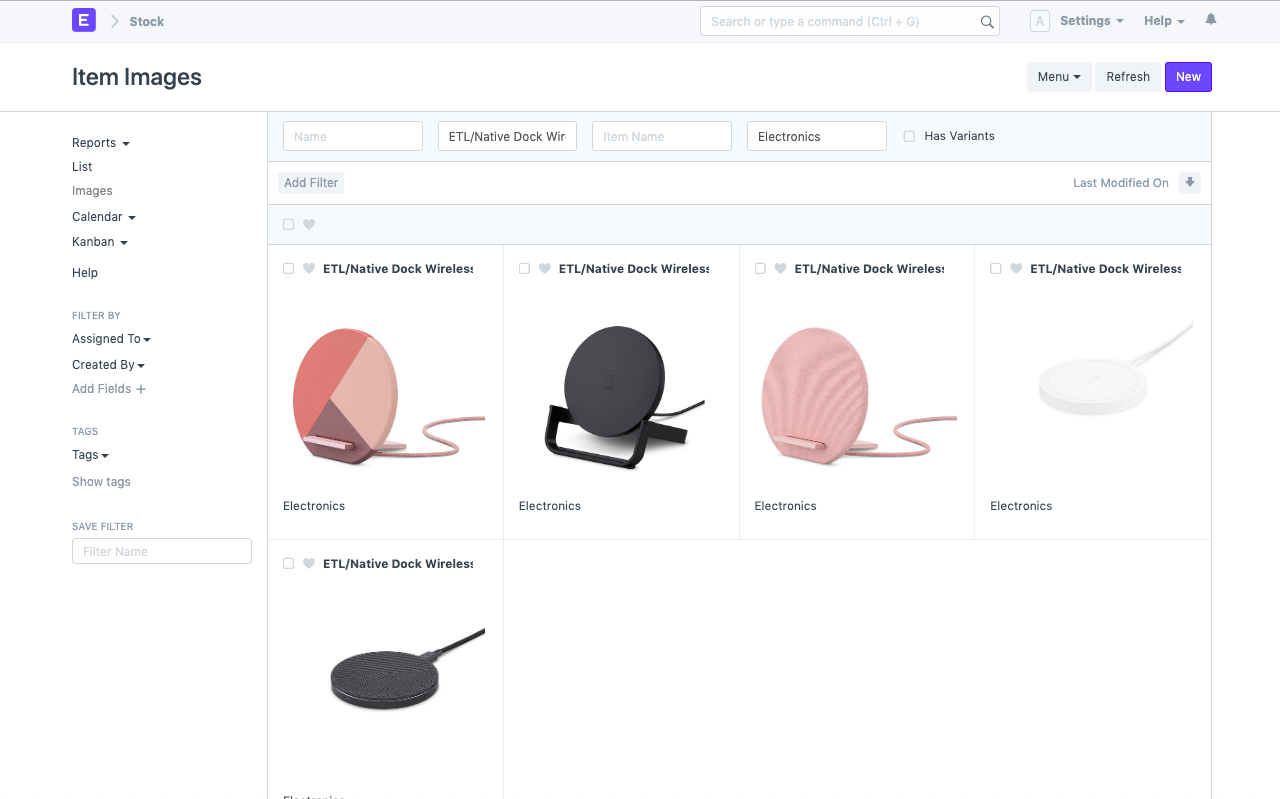 E
Stock
Search or type a command (Ctrl + G)
A
Settings
Help
Item Images
Menu
Refresh
New
Reports
List
Images
Calendar
Kanban
Help
FILTER BY
Assigned To
Created By
Add Fields
TAGS
Tags
Show tags
SAVE FILTER
Filter Name
Name
ETL/Native Dock Wir
Item Name
Electronics
Has Variants
Add Filter
Last Modified On
ETL/Native Dock Wireless
ETL/Native Dock Wireless
ETL/Native Dock Wireless
ETL/Native Dock Wireless
Electronics
Electronics
Electronics
Electronics
ETL/Native Dock Wireless
Electronics